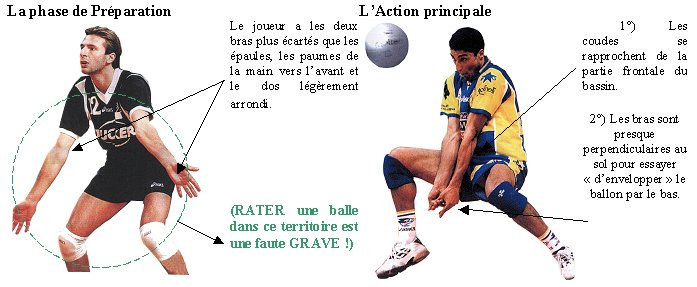 La phase de Préparation
Le joueur a les deux
bras plus écartés que les
épaules, les paumes de
la main vers l'avant et
le dos légèrement
arrondi.
12
(RATER une balle
dans ce territoire est
une faute GRAVE !)
L'Action principale
1°) Les
coudes se
rapprochent de la
partie frontale du
bassin.
2°) Les bras sont
presque
perpendiculaires au
sol pour essayer
« d'envelopper » le
ballon par le bas.